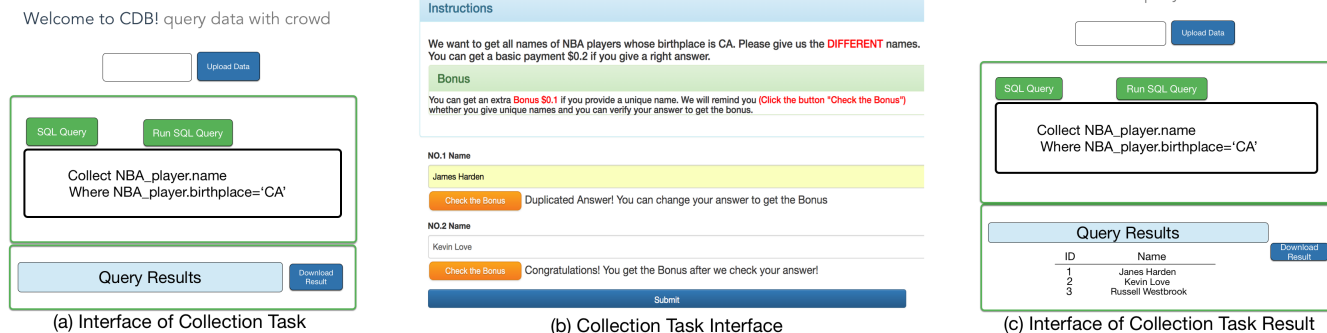 Welcome to CDB! query data with crowd
Upload Data
SQL Query
Run SQL Query
Collect NBA_player.name
Where NBA_player.birthplace=‘CA’
Query Results
Download Result
(a) Interface of Collection Task
Instructions
We want to get all names of NBA players whose birthplace is CA. Please give us the DIFFERENT names.
You can get a basic payment $0.2 if you give a right answer.
Bonus
You can get an extra Bonus $0.1 if you provide a unique name. We will remind you (Click the button "Check the Bonus")
whether you give unique names and you can verify your answer to get the bonus.
NO.1 Name
James Harden
Check the Bonus Duplicated Answer! You can change your answer to get the Bonus
NO.2 Name
Kevin Love
Check the Bonus Congratulations! You get the Bonus after we check your answer!
Submit
(b) Collection Task Interface
Upload Data
SQL Query
Run SQL Query
Collect NBA_player.name
Where NBA_player.birthplace=‘CA’
Query Results
Download
Result
ID Name
1 Janes Harden
2 Kevin Love
3 Russell Westbrook
(c) Interface of Collection Task Result